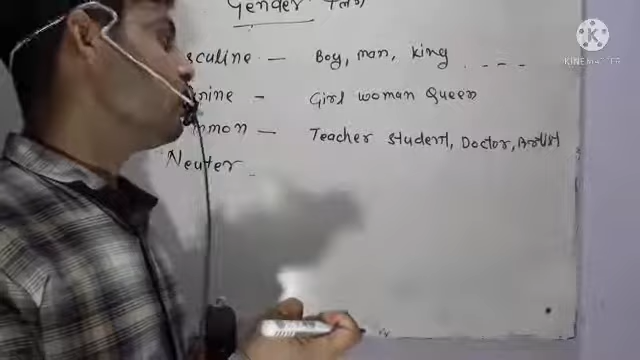 Gender
sculine - Boy, man, king - - - -
nine - Girl woman Queen
mmon - Teacher student, Doctor, Artist
Neuter -
KINEMASTER